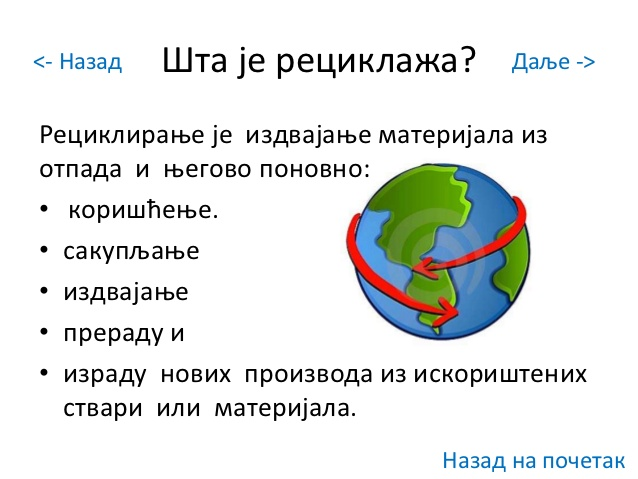 <- Назад
Шта је рециклажа?
Даље ->
Рециклирање је издвајање материјала из
отпада и његово поновно:
• коришћење.
• сакупљање
• издвајање
• прераду и
• израду нових производа из искориштених
ствари или материјала.
Назад на почетак